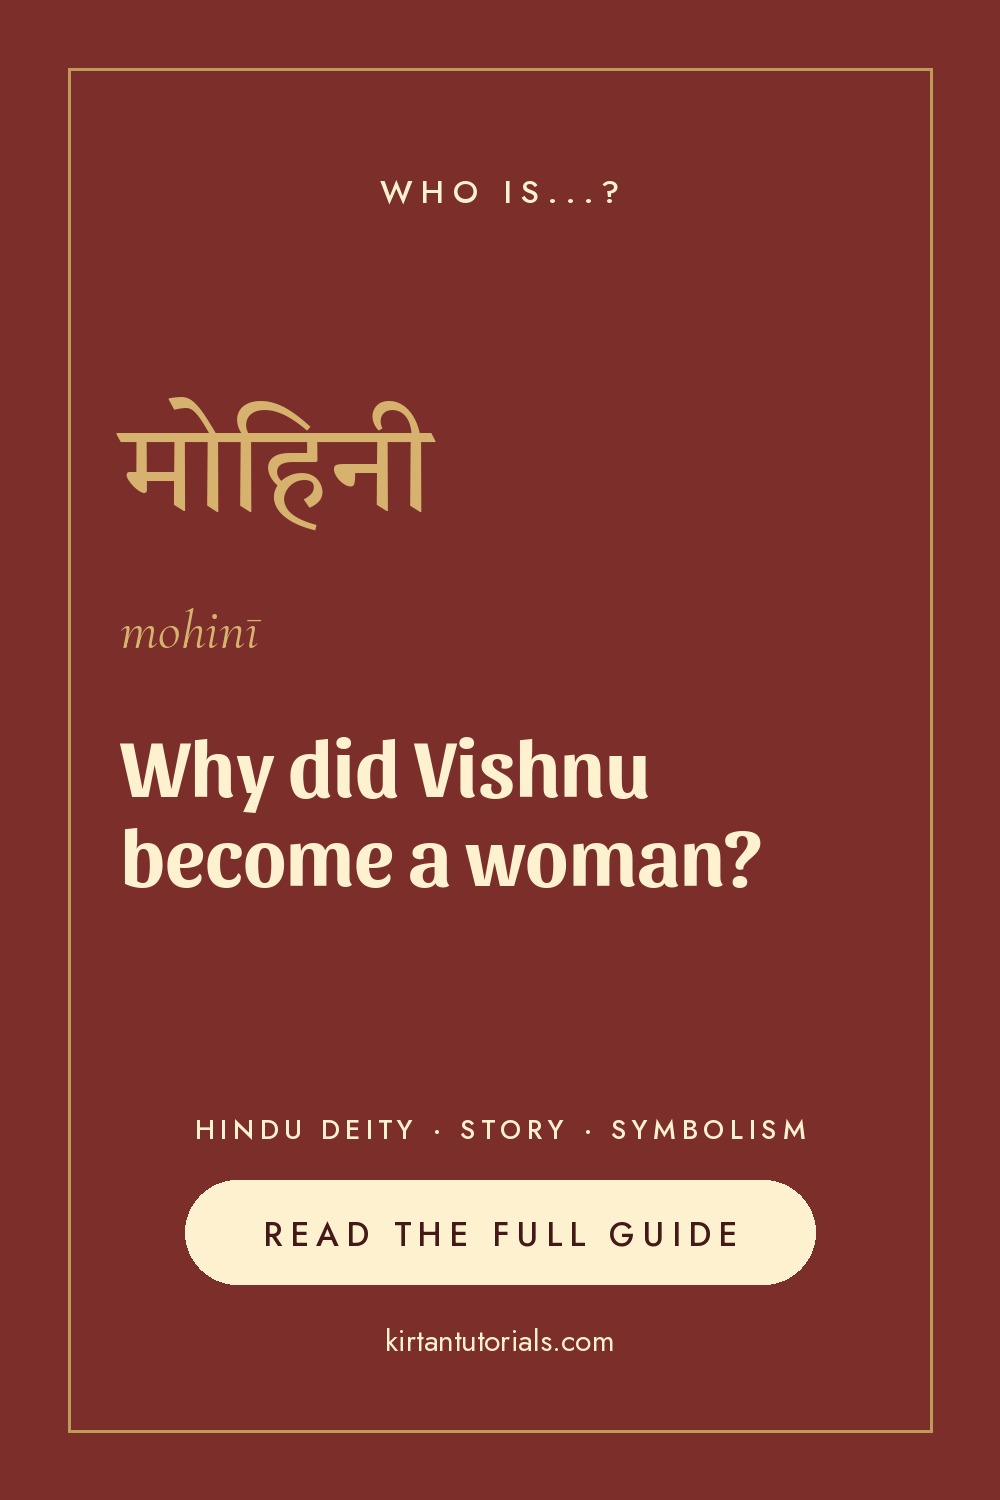 WHO IS...?
मोहिनी
mohinī
Why did Vishnu
become a woman?
HINDU DEITY · STORY · SYMBOLISM
READ THE FULL GUIDE
kirtantutorials.com